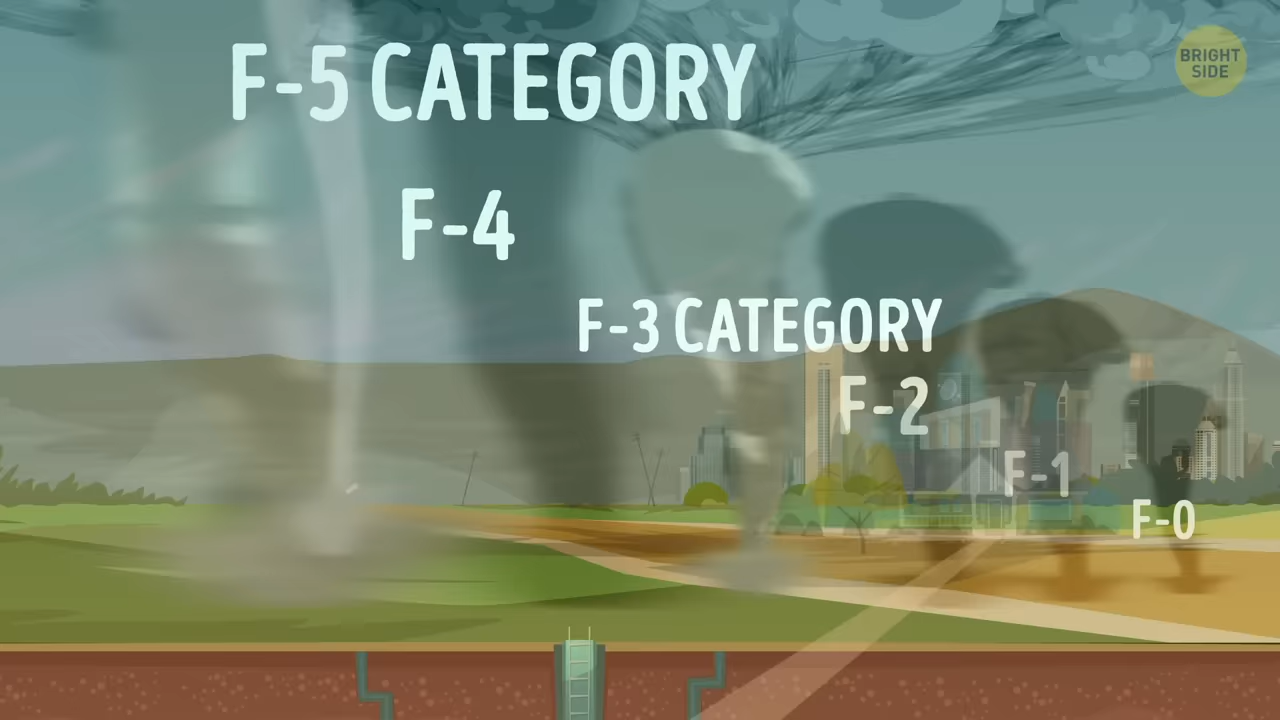 F-5 CATEGORY
BRIGHT
SIDE
F-4
F-3 CATEGORY
F-2
F-1
F-0